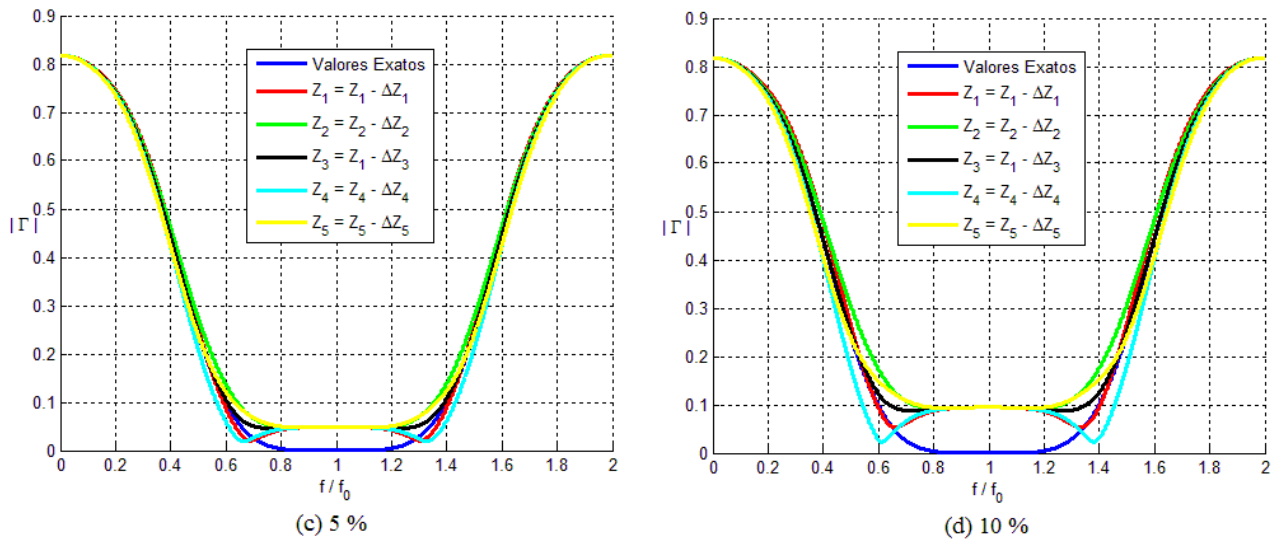 0.9
0.8
0.7
0.6
0.5
0.4
0.3
0.2
0.1
0
| Γ |
Valores Exatos
Z₁ = Z₁ - ΔZ₁
Z₂ = Z₂ - ΔZ₂
Z₃ = Z₁ - ΔZ₃
Z₄ = Z₄ - ΔZ₄
Z₅ = Z₅ - ΔZ₅
0 0.2 0.4 0.6 0.8 1 1.2 1.4 1.6 1.8 2
f / f₀
(c) 5 %
0.9
0.8
0.7
0.6
0.5
0.4
0.3
0.2
0.1
0
| Γ |
Valores Exatos
Z₁ = Z₁ - ΔZ₁
Z₂ = Z₂ - ΔZ₂
Z₃ = Z₁ - ΔZ₃
Z₄ = Z₄ - ΔZ₄
Z₅ = Z₅ - ΔZ₅
0 0.2 0.4 0.6 0.8 1 1.2 1.4 1.6 1.8 2
f / f₀
(d) 10 %